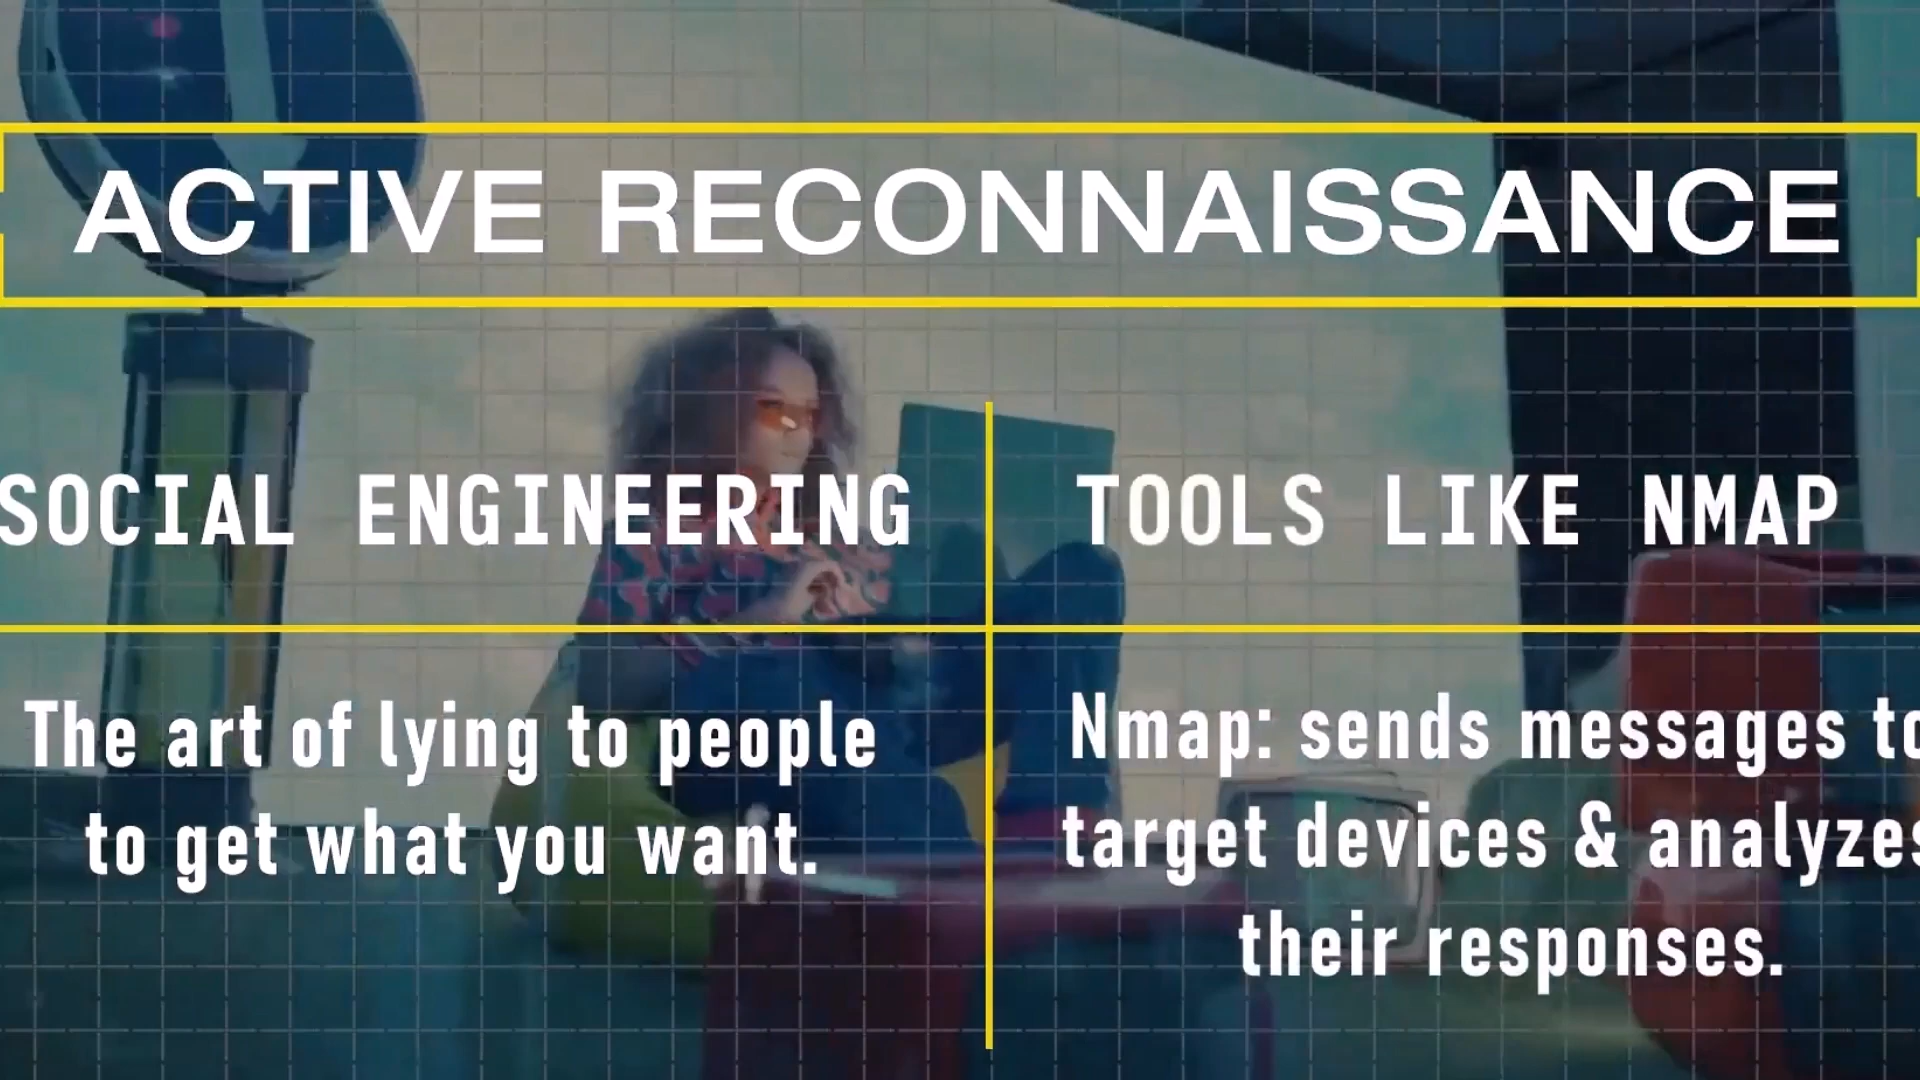 ACTIVE RECONNAISSANCE
SOCIAL ENGINEERING
The art of lying to people
to get what you want.
TOOLS LIKE NMAP
Nmap: sends messages to
target devices & analyzes
their responses.